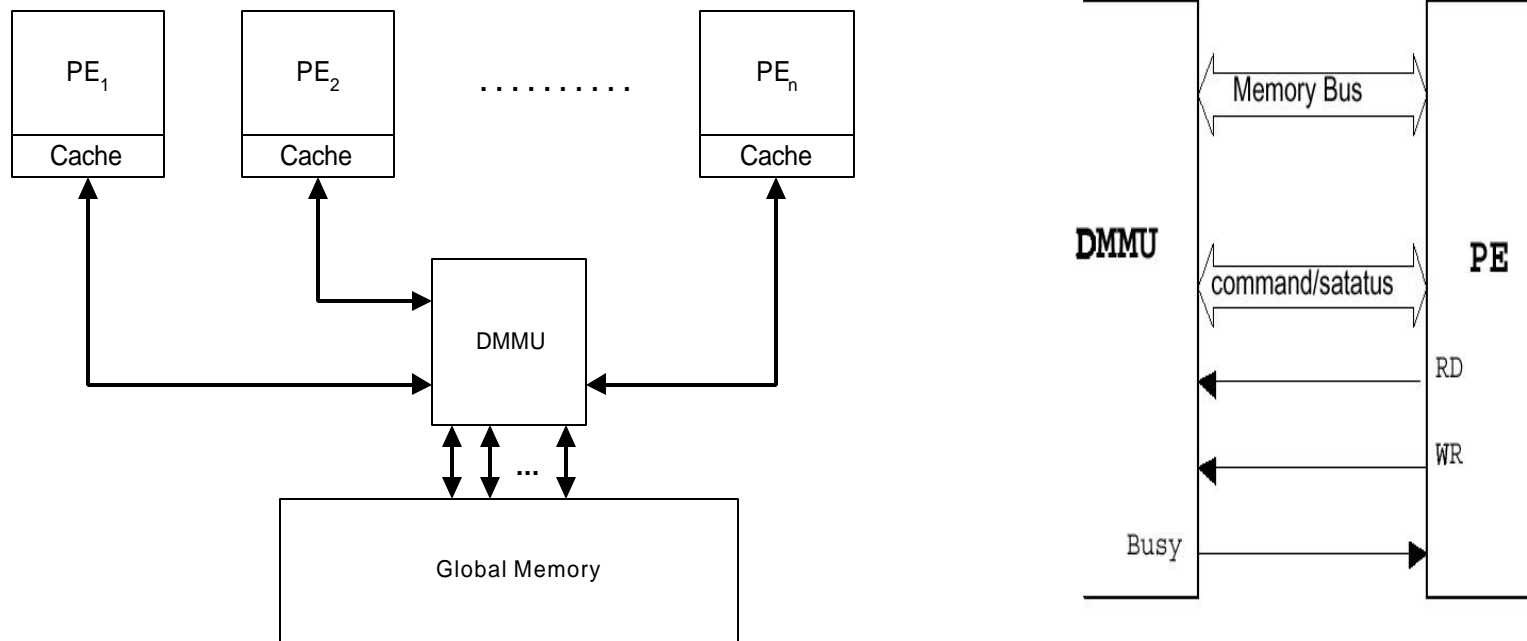 PE1
PE2
. . . . . . . . . .
PEn
Cache
Cache
Cache
DMMU
...
Global Memory
Memory Bus
DMMU
PE
command/satatus
RD
WR
Busy